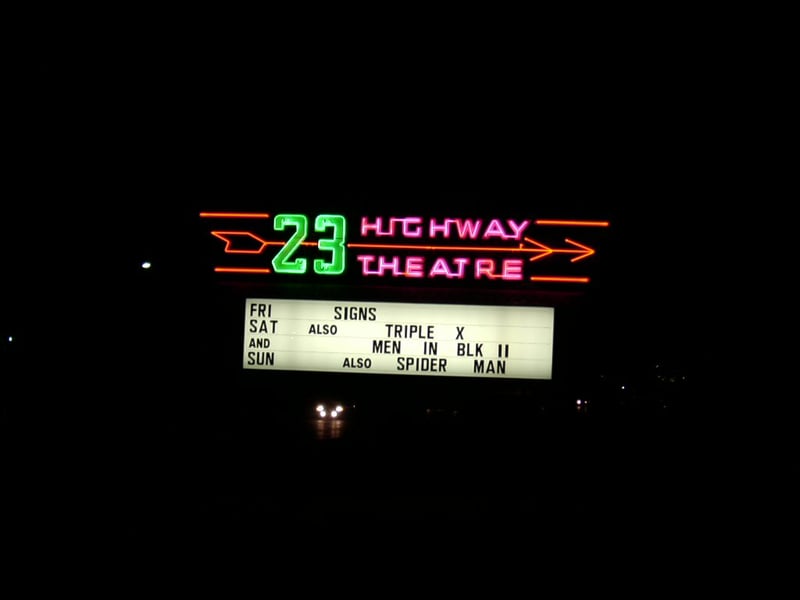 23 HIGHWAY
THEATRE
FRI SIGNS
SAT ALSO TRIPLE X
AND MEN IN BLK II
SUN ALSO SPIDER MAN